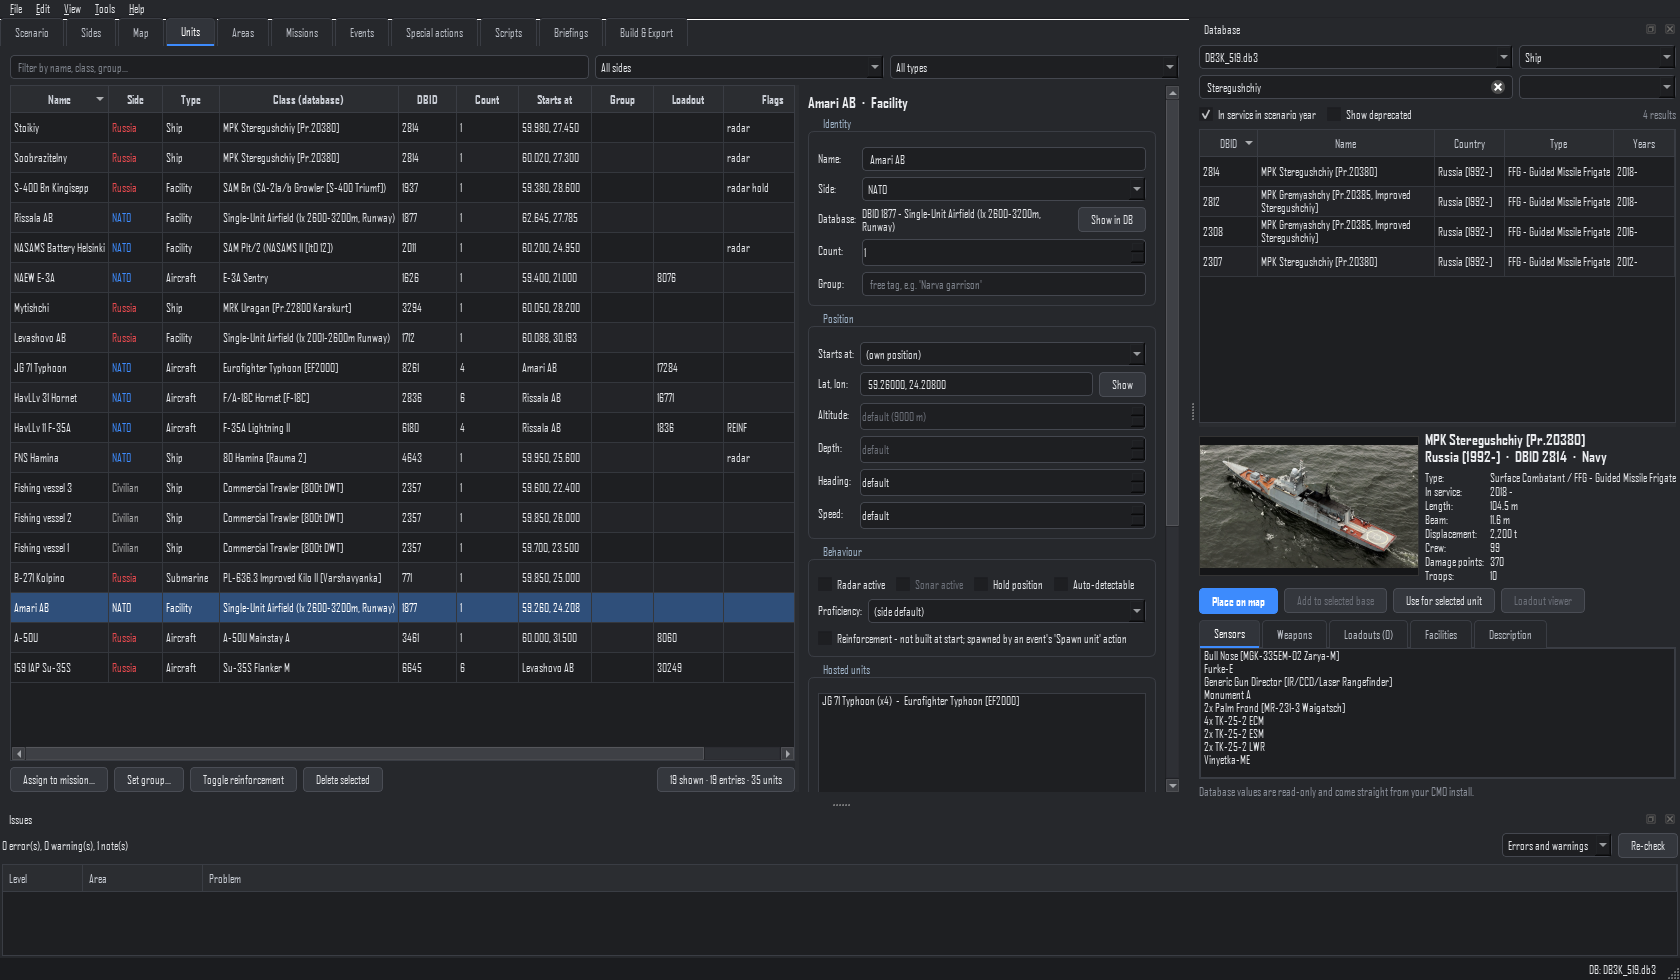 File Edit View Tools Help
Scenario Sides Map Units Areas Missions Events Special actions Scripts Briefings Build & Export
Filter by name, class, group... All sides All types
Name Side Type Class (database) DBID Count Starts at Group Loadout Flags
Stoikiy Russia Ship MPK Steregushchiy [Pr.20380] 2814 1 59.980, 27.450 radar
Soobrazitelny Russia Ship MPK Steregushchiy [Pr.20380] 2814 1 60.020, 27.300 radar
S-400 Bn Kingisepp Russia Facility SAM Bn (SA-21a/b Growler [S-400 Triumf]) 1937 1 59.380, 28.600 radar hold
Rissala AB NATO Facility Single-Unit Airfield (1x 2600-3200m, Runway) 1877 1 62.645, 27.785
NASAMS Battery Helsinki NATO Facility SAM Plt/2 (NASAMS II [ItO 12]) 2011 1 60.200, 24.950 radar
NAEW E-3A NATO Aircraft E-3A Sentry 1626 1 59.400, 21.000 8076
Mytishchi Russia Ship MRK Uragan [Pr.22800 Karakurt] 3294 1 60.050, 28.200 radar
Levashovo AB Russia Facility Single-Unit Airfield (1x 2001-2600m Runway) 1712 1 60.088, 30.193
JG 71 Typhoon NATO Aircraft Eurofighter Typhoon [EF2000] 8261 4 Amari AB 17284
HavLLv 31 Hornet NATO Aircraft F/A-18C Hornet [F-18C] 2836 6 Rissala AB 16771
HavLLv 11 F-35A NATO Aircraft F-35A Lightning II 6180 4 Rissala AB 1836 REINF
FNS Hamina NATO Ship 80 Hamina [Rauma 2] 4643 1 59.950, 25.600 radar
Fishing vessel 3 Civilian Ship Commercial Trawler [800t DWT] 2357 1 59.600, 22.400
Fishing vessel 2 Civilian Ship Commercial Trawler [800t DWT] 2357 1 59.850, 26.000
Fishing vessel 1 Civilian Ship Commercial Trawler [800t DWT] 2357 1 59.700, 23.500
B-271 Kolpino Russia Submarine PL-636.3 Improved Kilo II [Varshavyanka] 771 1 59.850, 25.000
Amari AB NATO Facility Single-Unit Airfield (1x 2600-3200m, Runway) 1877 1 59.260, 24.208
A-50U Russia Aircraft A-50U Mainstay A 3461 1 60.000, 31.500 8060
159 IAP Su-35S Russia Aircraft Su-35S Flanker M 6645 6 Levashovo AB 30249
Assign to mission... Set group... Toggle reinforcement Delete selected 19 shown · 19 entries · 35 units
Amari AB · Facility
Identity
Name: Amari AB
Side: NATO
Database: DBID 1877 - Single-Unit Airfield (1x 2600-3200m, Runway) Show in DB
Count: 1
Group: free tag, e.g. 'Narva garrison'
Position
Starts at: (own position)
Lat, lon: 59.26000, 24.20800 Show
Altitude: default (9000 m)
Depth: default
Heading: default
Speed: default
Behaviour
Radar active Sonar active Hold position Auto-detectable
Proficiency: (side default)
Reinforcement - not built at start; spawned by an event's 'Spawn unit' action
Hosted units
JG 71 Typhoon (x4) - Eurofighter Typhoon [EF2000]
Database
DB3K_519.db3 Ship
Steregushchiy
In service in scenario year Show deprecated 4 results
DBID Name Country Type Years
2814 MPK Steregushchiy [Pr.20380] Russia [1992-] FFG - Guided Missile Frigate 2018-
2812 MPK Gremyashchy [Pr.20385, Improved Steregushchiy] Russia [1992-] FFG - Guided Missile Frigate 2018-
2308 MPK Gremyashchy [Pr.20385, Improved Steregushchiy] Russia [1992-] FFG - Guided Missile Frigate 2016-
2307 MPK Steregushchiy [Pr.20380] Russia [1992-] FFG - Guided Missile Frigate 2012-
MPK Steregushchiy [Pr.20380]
Russia [1992-] · DBID 2814 · Navy
Type: Surface Combatant / FFG - Guided Missile Frigate
In service: 2018 -
Length: 104.5 m
Beam: 11.6 m
Displacement: 2,200 t
Crew: 99
Damage points: 370
Troops: 10
Place on map Add to selected base Use for selected unit Loadout viewer
Sensors Weapons Loadouts (0) Facilities Description
Bull Nose [MGK-335EM-02 Zarya-M]
Furke-E
Generic Gun Director [IR/CCD/Laser Rangefinder]
Monument A
2x Palm Frond [MR-231-3 Waigatsch]
4x TK-25-2 ECM
2x TK-25-2 ESM
2x TK-25-2 LWR
Vinyetka-ME
Database values are read-only and come straight from your CMO install.
Issues
0 error(s), 0 warning(s), 1 note(s) Errors and warnings Re-check
Level Area Problem
DB: DB3K_519.db3